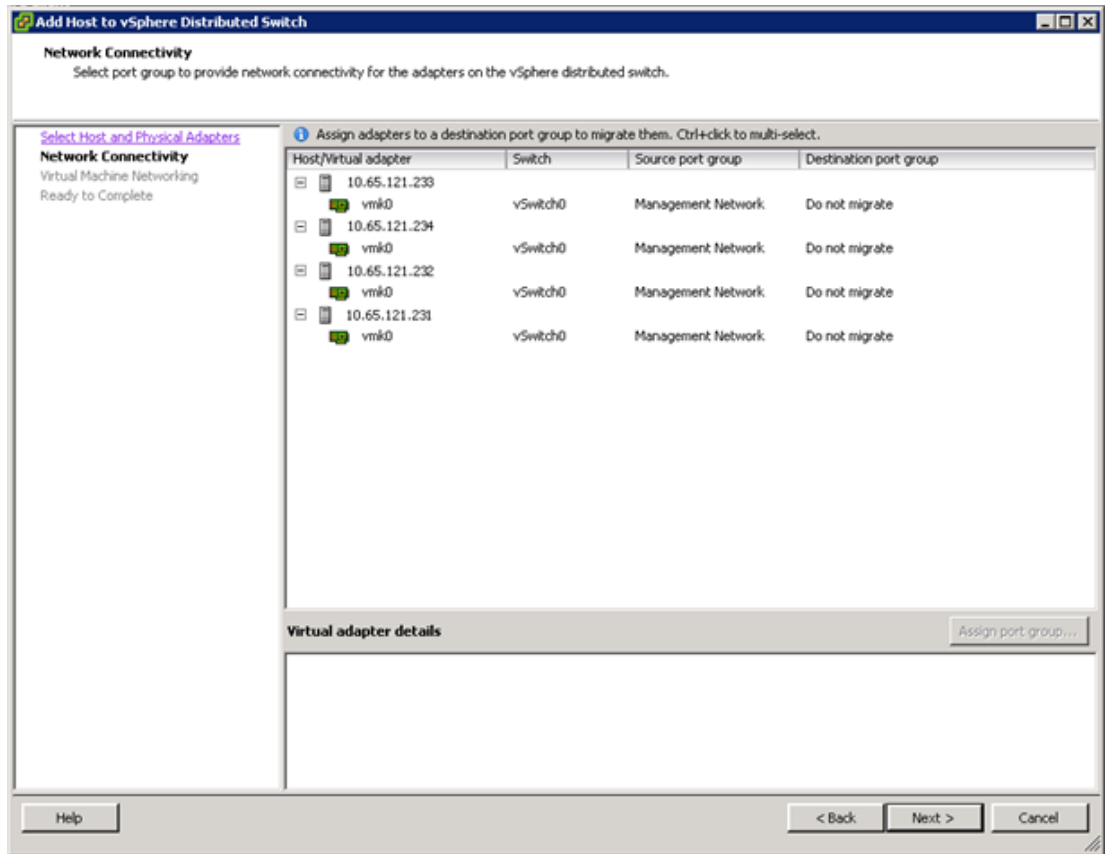 Add Host to vSphere Distributed Switch
Network Connectivity
Select port group to provide network connectivity for the adapters on the vSphere distributed switch.
Select Host and Physical Adapters
Network Connectivity
Virtual Machine Networking
Ready to Complete
Assign adapters to a destination port group to migrate them. Ctrl+click to multi-select.
Host/Virtual adapter Switch Source port group Destination port group
10.65.121.233
vmk0 vSwitch0 Management Network Do not migrate
10.65.121.234
vmk0 vSwitch0 Management Network Do not migrate
10.65.121.232
vmk0 vSwitch0 Management Network Do not migrate
10.65.121.231
vmk0 vSwitch0 Management Network Do not migrate
Virtual adapter details Assign port group...
Help < Back Next > Cancel